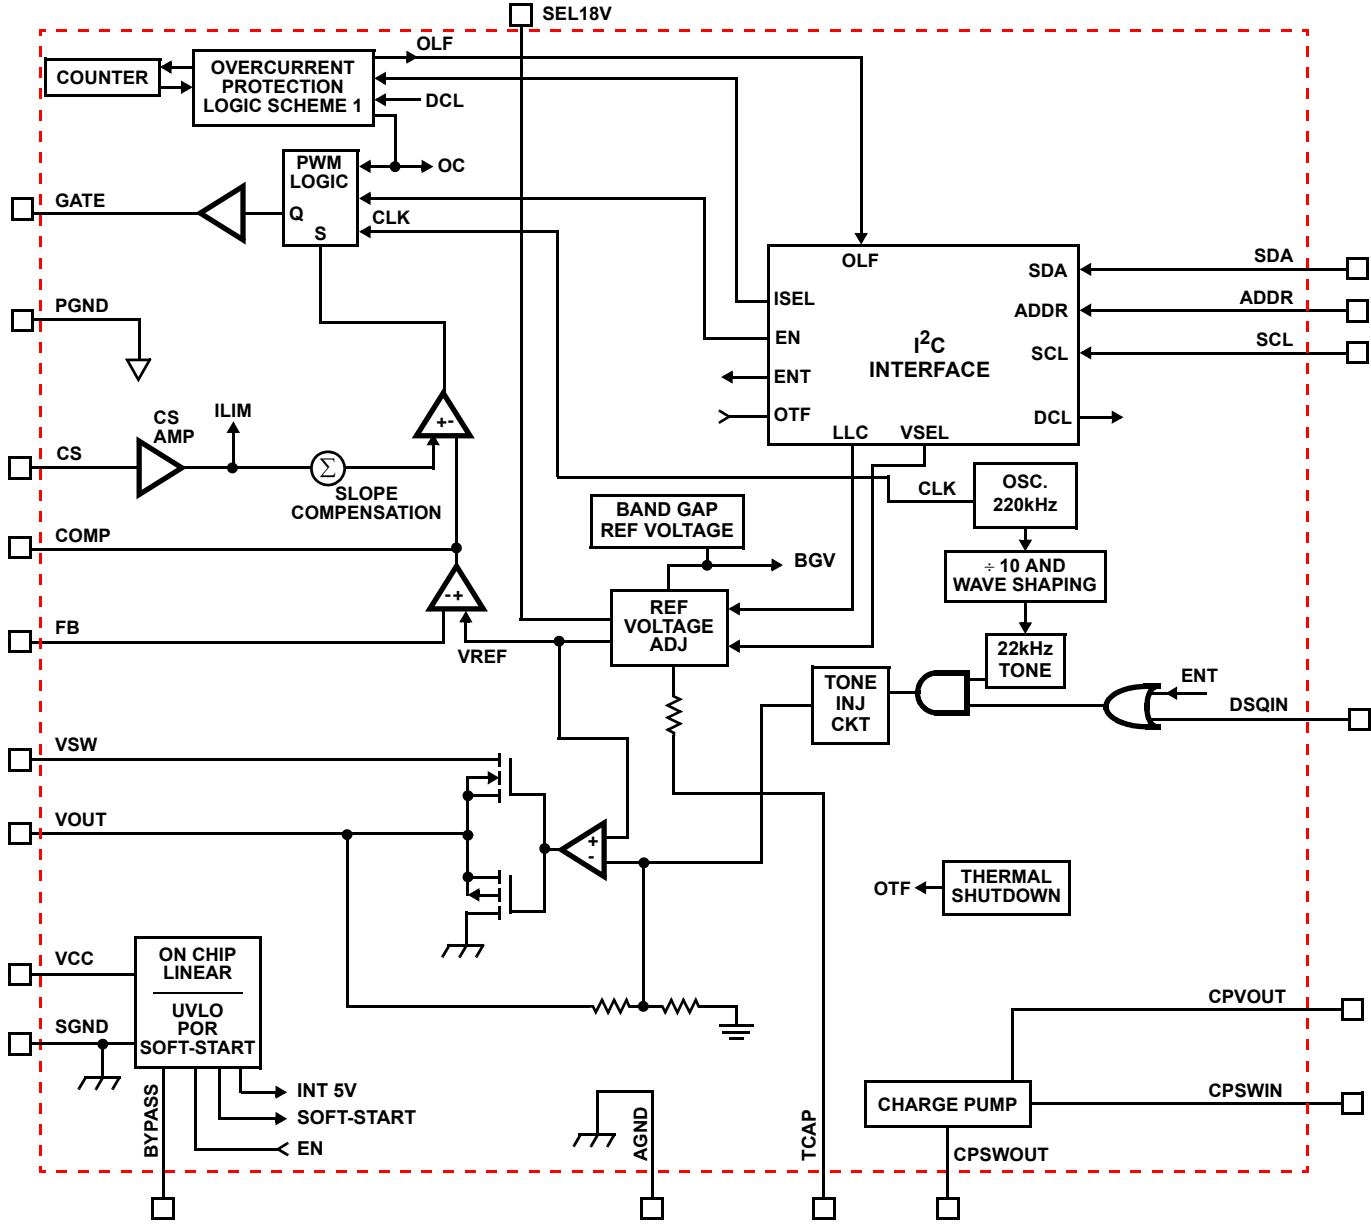 SEL18V
OLF
COUNTER
OVERCURRENT
PROTECTION
LOGIC SCHEME 1
DCL
OC
PWM
LOGIC
Q
S
CLK
GATE
PGND
OLF
ISEL
EN
ENT
OTF
LLC
VSEL
I²C
INTERFACE
SDA
ADDR
SCL
DCL
SDA
ADDR
SCL
CS
CS
AMP
ILIM
+-
Σ
SLOPE
COMPENSATION
COMP
-+
FB
VREF
BAND GAP
REF VOLTAGE
BGV
REF
VOLTAGE
ADJ
CLK
OSC.
220kHz
÷ 10 AND
WAVE SHAPING
22kHz
TONE
TONE
INJ
CKT
ENT
DSQIN
VSW
VOUT
+
-
OTF
THERMAL
SHUTDOWN
VCC
SGND
ON CHIP
LINEAR
UVLO
POR
SOFT-START
INT 5V
SOFT-START
EN
BYPASS
AGND
TCAP
CHARGE PUMP
CPVOUT
CPSWIN
CPSWOUT